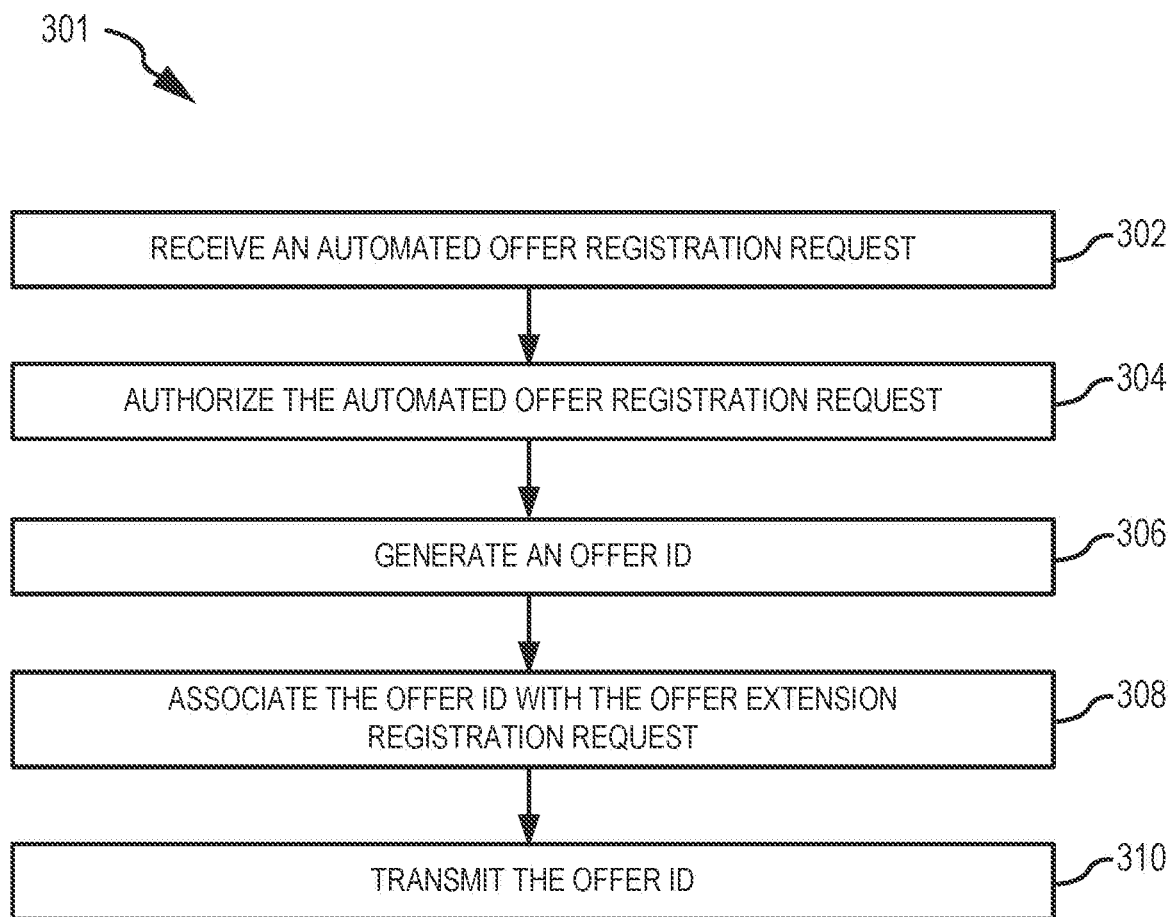 301
RECEIVE AN AUTOMATED OFFER REGISTRATION REQUEST
302
AUTHORIZE THE AUTOMATED OFFER REGISTRATION REQUEST
304
GENERATE AN OFFER ID
306
ASSOCIATE THE OFFER ID WITH THE OFFER EXTENSION
REGISTRATION REQUEST
308
TRANSMIT THE OFFER ID
310